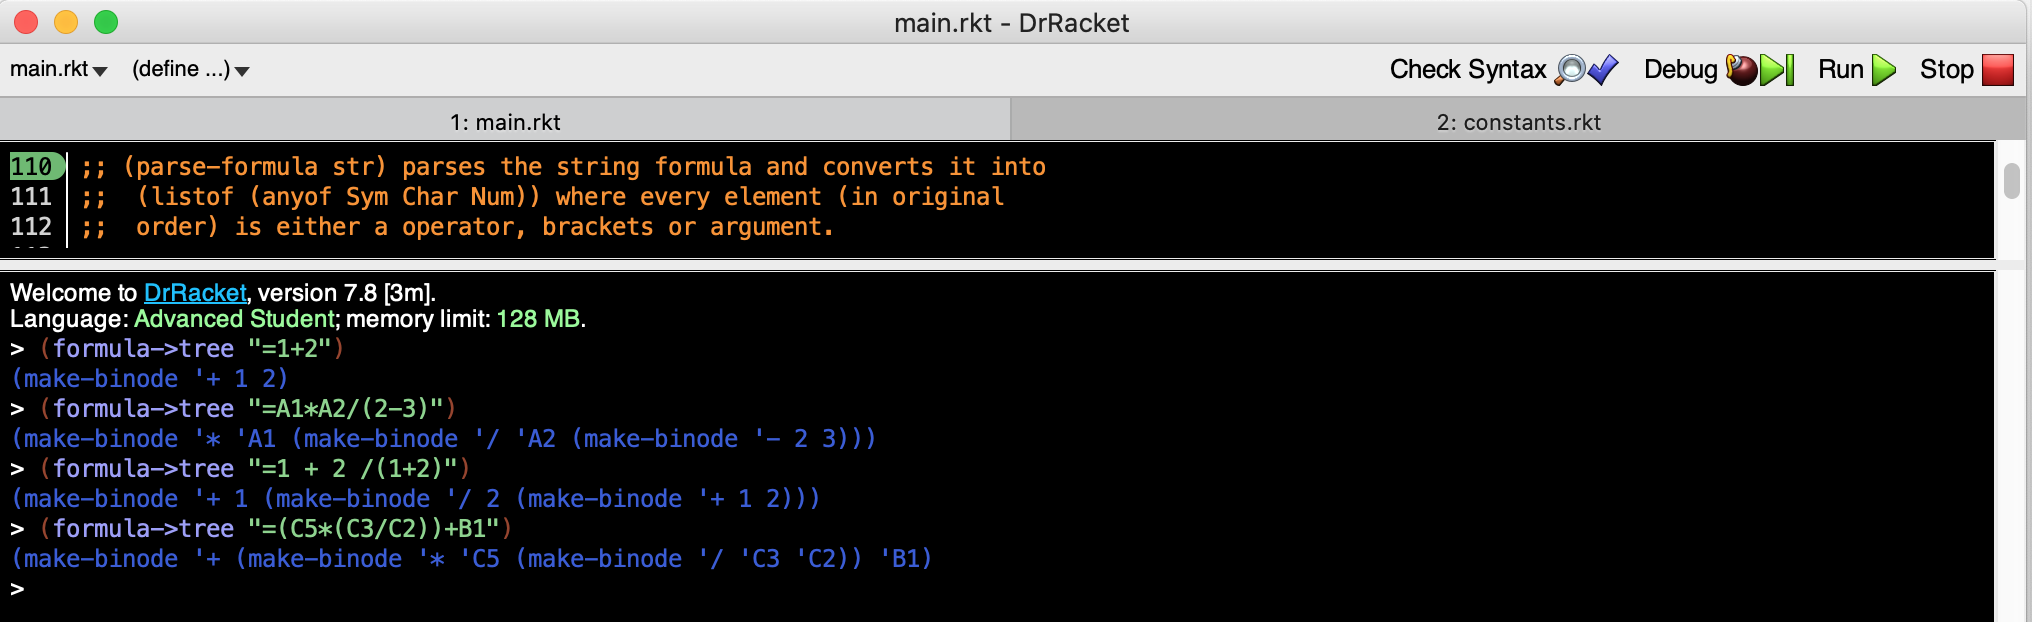 main.rkt - DrRacket
main.rkt (define ...) Check Syntax Debug Run Stop
1: main.rkt 2: constants.rkt
110 ;; (parse-formula str) parses the string formula and converts it into
111 ;;  (listof (anyof Sym Char Num)) where every element (in original
112 ;;  order) is either a operator, brackets or argument.
Welcome to DrRacket, version 7.8 [3m].
Language: Advanced Student; memory limit: 128 MB.
> (formula->tree "=1+2")
(make-binode '+ 1 2)
> (formula->tree "=A1*A2/(2-3)")
(make-binode '* 'A1 (make-binode '/ 'A2 (make-binode '- 2 3)))
> (formula->tree "=1 + 2 /(1+2)")
(make-binode '+ 1 (make-binode '/ 2 (make-binode '+ 1 2)))
> (formula->tree "=(C5*(C3/C2))+B1")
(make-binode '+ (make-binode '* 'C5 (make-binode '/ 'C3 'C2)) 'B1)
>